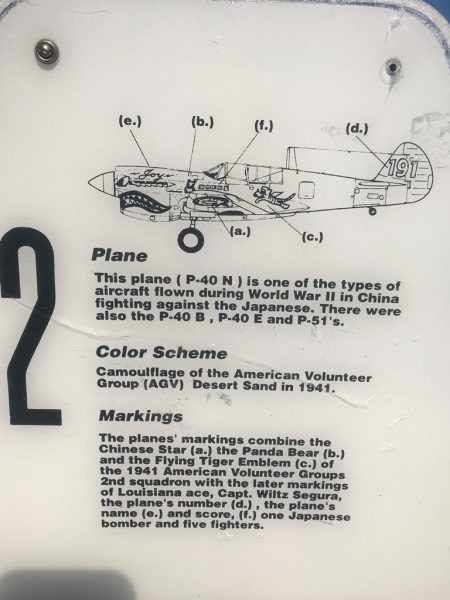 (e.) (b.) (f.) (d.)
191
Joy
(a.) (c.)
2
Plane
This plane ( P-40 N ) is one of the types of
aircraft flown during World War II in China
fighting against the Japanese. There were
also the P-40 B , P-40 E and P-51's.
Color Scheme
Camoulflage of the American Volunteer
Group (AGV) Desert Sand in 1941.
Markings
The planes' markings combine the
Chinese Star (a.) the Panda Bear (b.)
and the Flying Tiger Emblem (c.) of
the 1941 American Volunteer Groups
2nd squadron with the later markings
of Louisiana ace, Capt. Wiltz Segura,
the plane's number (d.) , the plane's
name (e.) and score, (f.) one Japanese
bomber and five fighters.